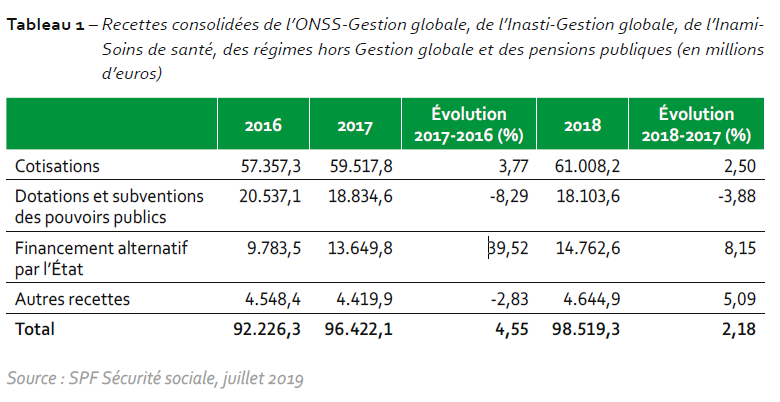 Tableau 1 – Recettes consolidées de l’ONSS-Gestion globale, de l’Inasti-Gestion globale, de l’Inami-
Soins de santé, des régimes hors Gestion globale et des pensions publiques (en millions
d’euros)
2016 2017 Évolution 2017-2016 (%) 2018 Évolution 2018-2017 (%)
Cotisations 57.357,3 59.517,8 3,77 61.008,2 2,50
Dotations et subventions 20.537,1 18.834,6 -8,29 18.103,6 -3,88
des pouvoirs publics
Financement alternatif 9.783,5 13.649,8 39,52 14.762,6 8,15
par l’État
Autres recettes 4.548,4 4.419,9 -2,83 4.644,9 5,09
Total 92.226,3 96.422,1 4,55 98.519,3 2,18
Source : SPF Sécurité sociale, juillet 2019